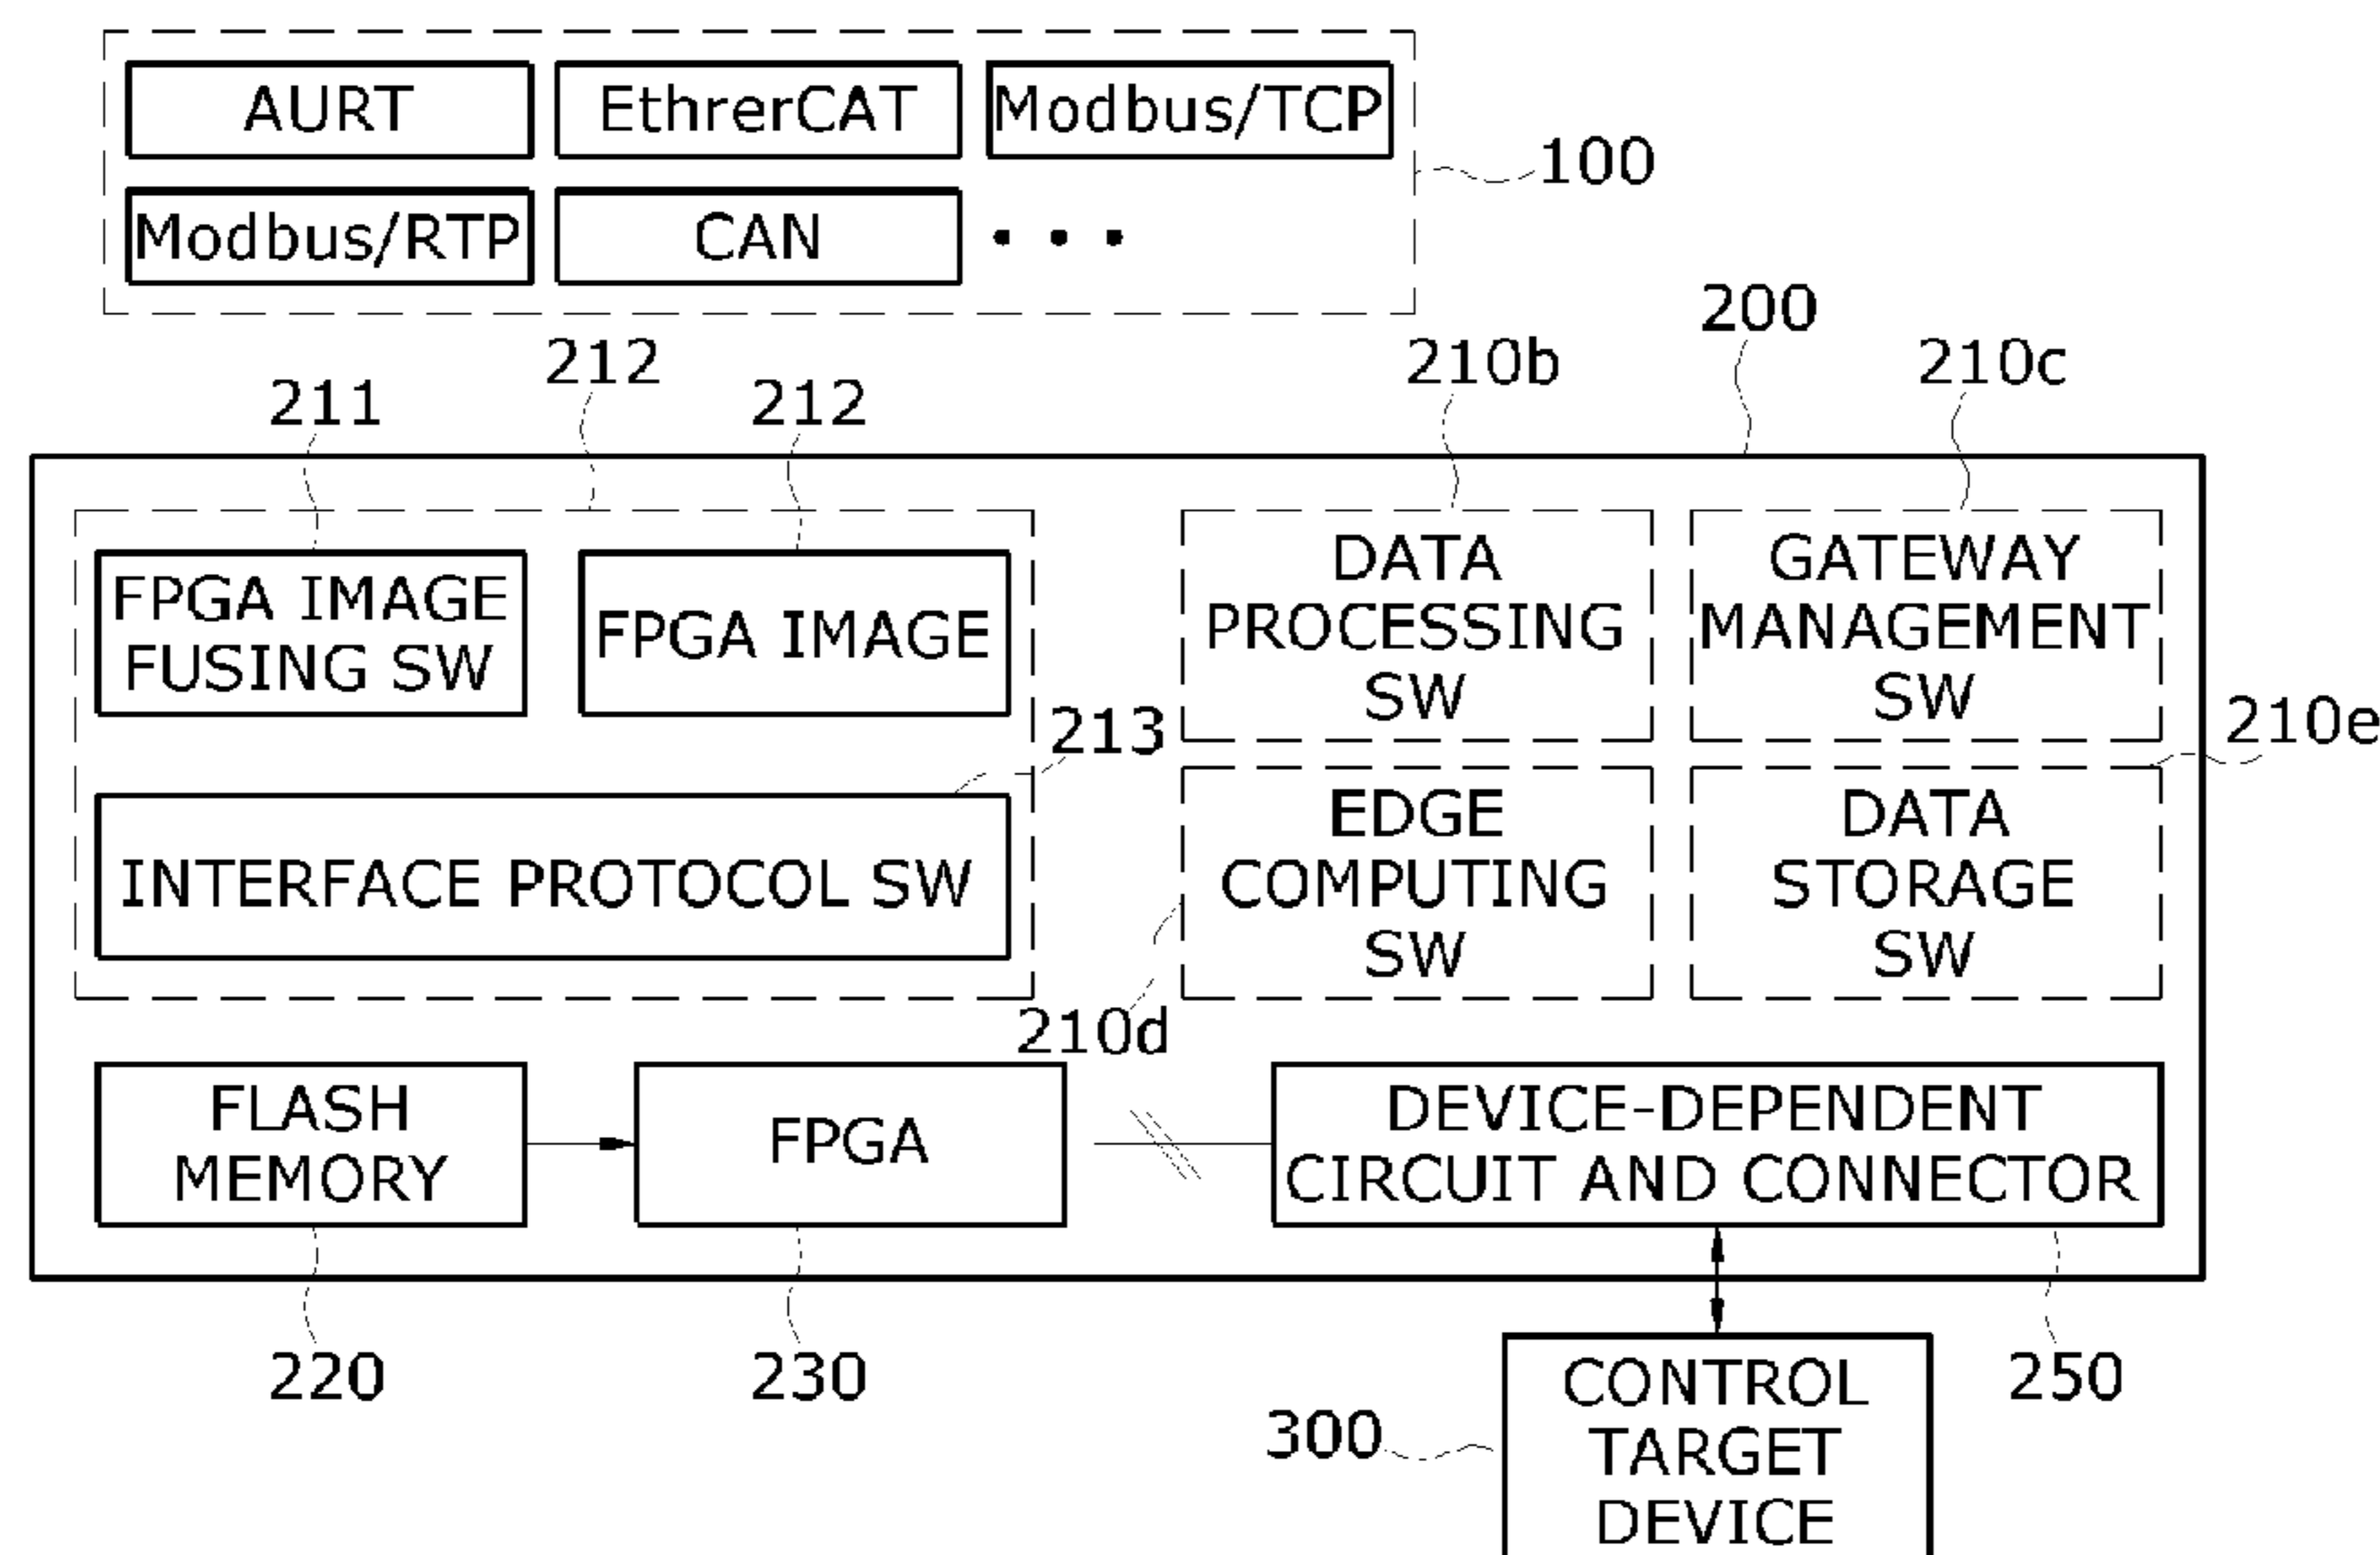 AURT
EthrerCAT
Modbus/TCP
100
Modbus/RTP
CAN
• • •
200
212
210b
210c
211
212
FPGA IMAGE
FUSING SW
FPGA IMAGE
DATA
PROCESSING
SW
GATEWAY
MANAGEMENT
SW
213
210e
INTERFACE PROTOCOL SW
EDGE
COMPUTING
SW
DATA
STORAGE
SW
210d
FLASH
MEMORY
FPGA
DEVICE-DEPENDENT
CIRCUIT AND CONNECTOR
220
230
250
300
CONTROL
TARGET
DEVICE